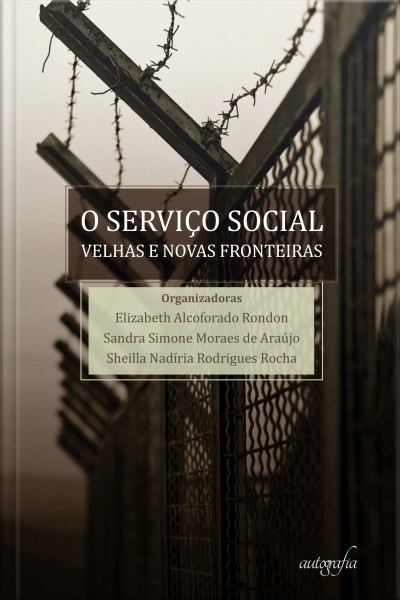 O SERVIÇO SOCIAL
VELHAS E NOVAS FRONTEIRAS
Organizadoras
Elizabeth Alcoforado Rondon
Sandra Simone Moraes de Araújo
Sheilla Nadíria Rodrigues Rocha
autografia